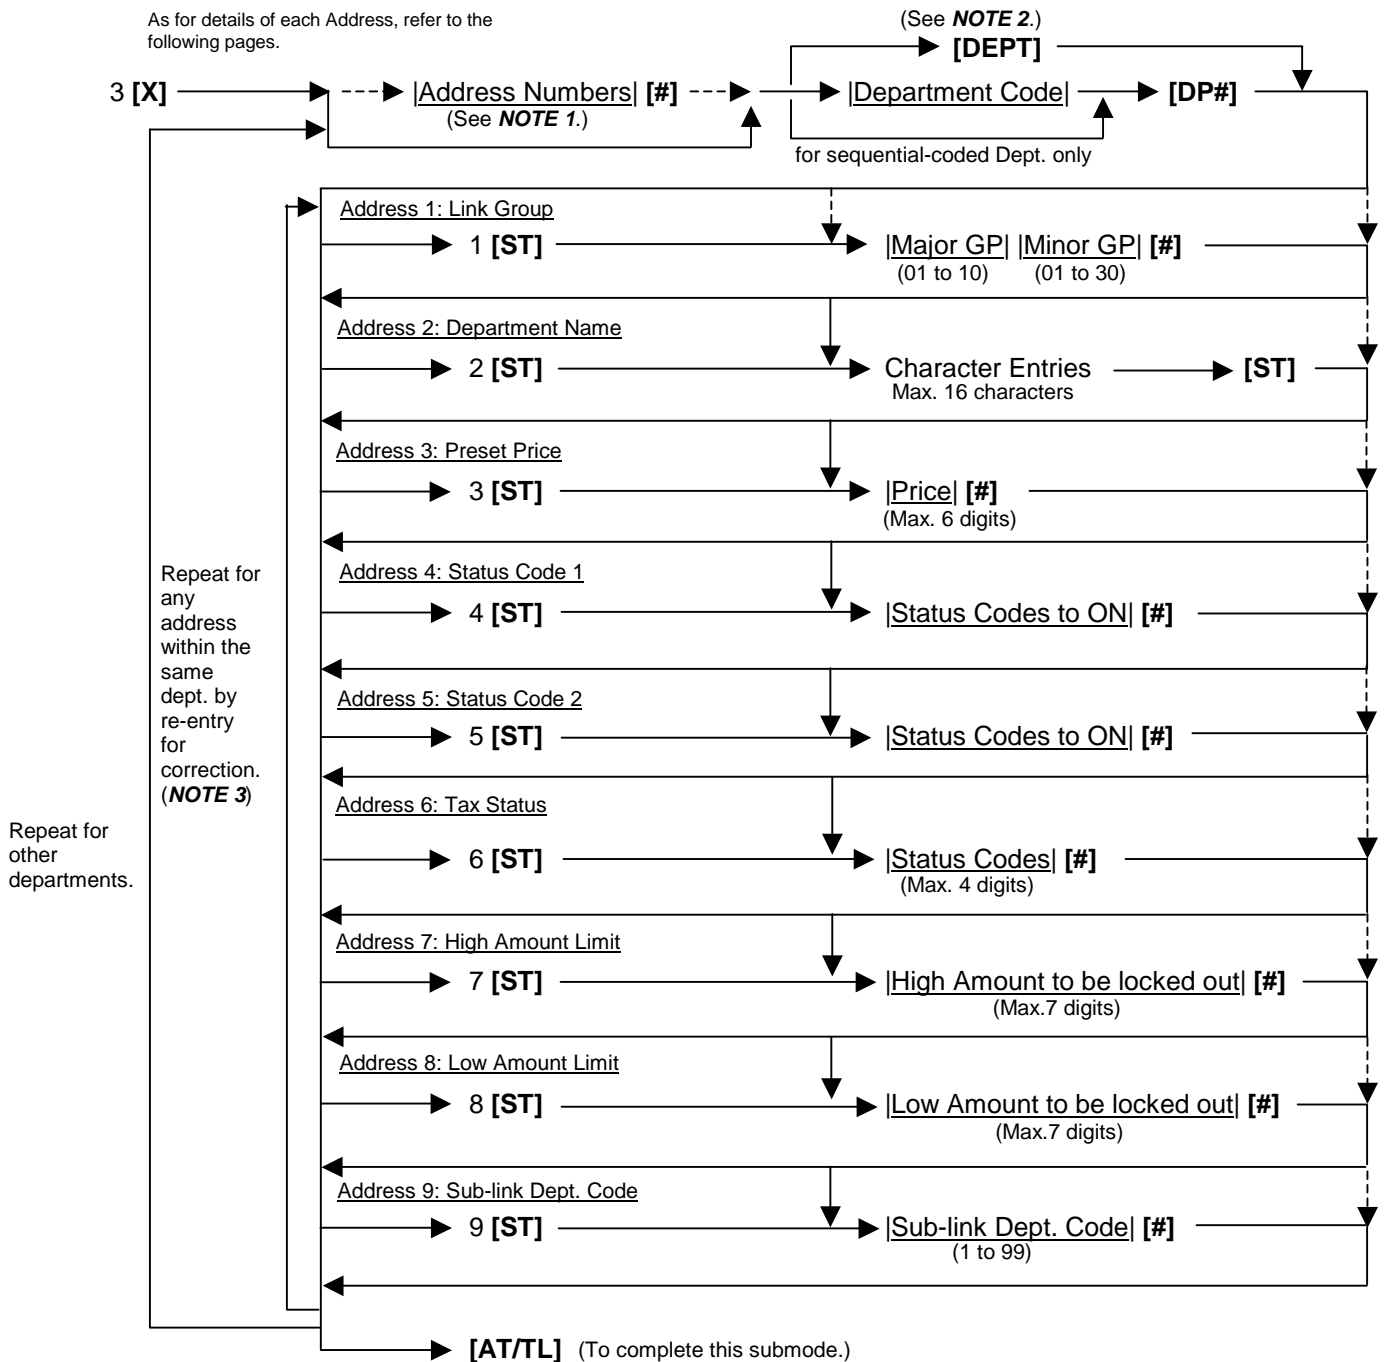 As for details of each Address, refer to the
following pages.
(See NOTE 2.)
[DEPT]
3 [X]
|Address Numbers| [#]
(See NOTE 1.)
|Department Code|
[DP#]
for sequential-coded Dept. only
Address 1: Link Group
1 [ST]
|Major GP| |Minor GP| [#]
(01 to 10) (01 to 30)
Address 2: Department Name
2 [ST]
Character Entries
Max. 16 characters
[ST]
Address 3: Preset Price
3 [ST]
|Price| [#]
(Max. 6 digits)
Address 4: Status Code 1
4 [ST]
|Status Codes to ON| [#]
Address 5: Status Code 2
5 [ST]
|Status Codes to ON| [#]
Address 6: Tax Status
6 [ST]
|Status Codes| [#]
(Max. 4 digits)
Address 7: High Amount Limit
7 [ST]
|High Amount to be locked out| [#]
(Max.7 digits)
Address 8: Low Amount Limit
8 [ST]
|Low Amount to be locked out| [#]
(Max.7 digits)
Address 9: Sub-link Dept. Code
9 [ST]
|Sub-link Dept. Code| [#]
(1 to 99)
Repeat for
any
address
within the
same
dept. by
re-entry
for
correction.
(NOTE 3)
Repeat for
other
departments.
[AT/TL] (To complete this submode.)